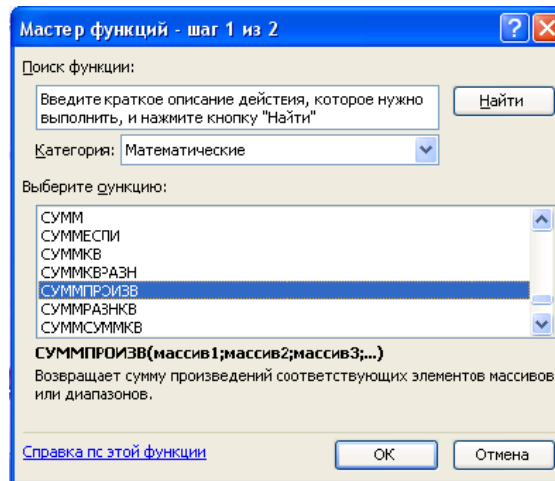 Мастер функций - шаг 1 из 2
Поиск функции:
Введите краткое описание действия, которое нужно
выполнить, и нажмите кнопку "Найти"
Найти
Категория: Математические
Выберите функцию:
СУММ
СУММЕСЛИ
СУММКВ
СУММКВРАЗН
СУММПРОИЗВ
СУММРАЗНКВ
СУММСУММКВ
СУММПРОИЗВ(массив1;массив2;массив3;...)
Возвращает сумму произведений соответствующих элементов массивов
или диапазонов.
Справка по этой функции
ОК
Отмена